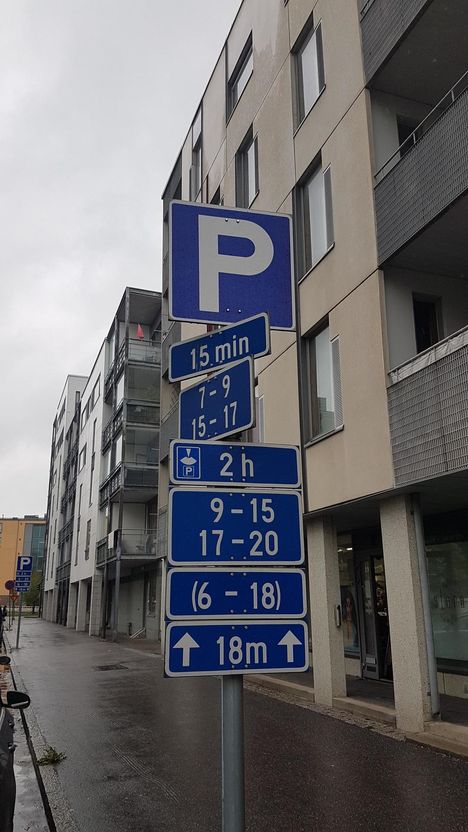 P
15 min
7 – 9
15 – 17
P 2 h
9 – 15
17 – 20
(6 – 18)
↑ 18m ↑